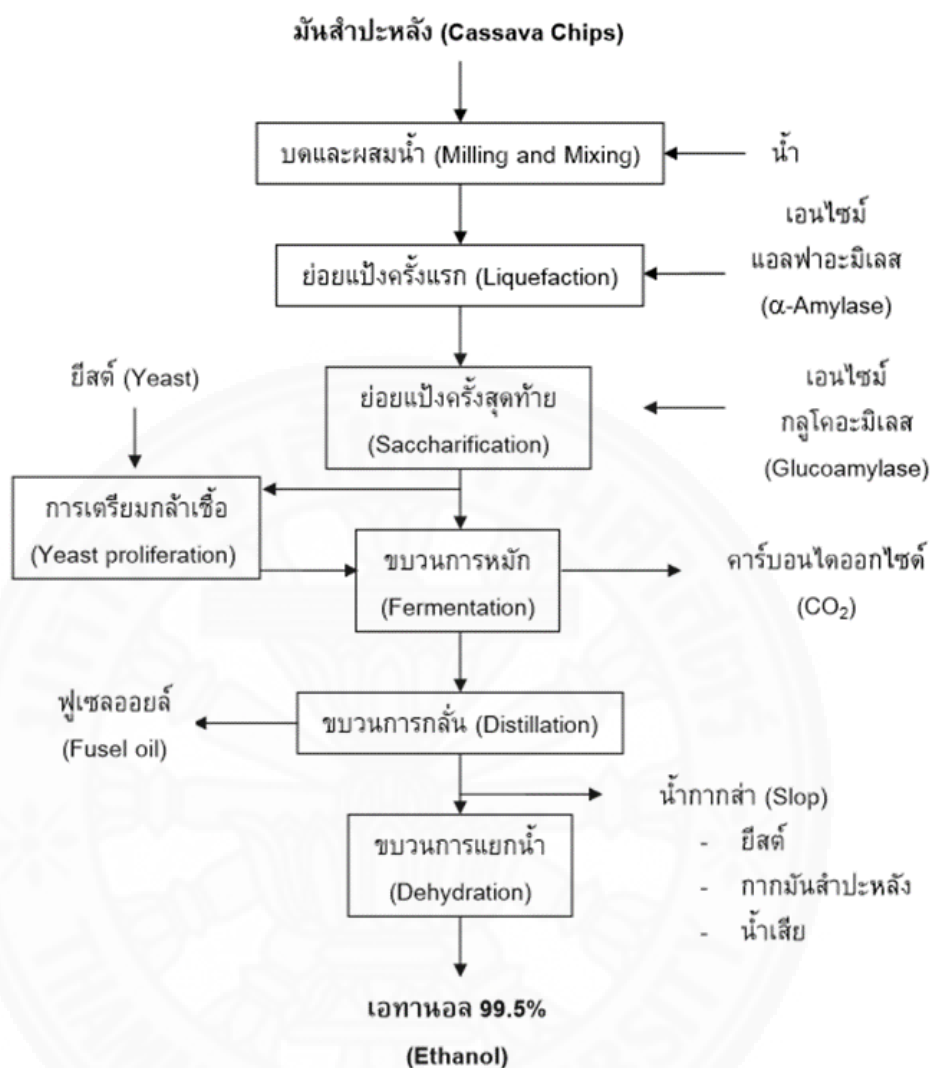 มันสำปะหลัง (Cassava Chips)
บดและผสมน้ำ (Milling and Mixing)
น้ำ
เอนไซม์
แอลฟาอะมิเลส
(α-Amylase)
ย่อยแป้งครั้งแรก (Liquefaction)
ยีสต์ (Yeast)
ย่อยแป้งครั้งสุดท้าย
(Saccharification)
เอนไซม์
กลูโคอะมิเลส
(Glucoamylase)
การเตรียมกล้าเชื้อ
(Yeast proliferation)
ขบวนการหมัก
(Fermentation)
คาร์บอนไดออกไซด์
(CO₂)
ฟูเซลออยล์
(Fusel oil)
ขบวนการกลั่น (Distillation)
น้ำกากส่า (Slop)
- ยีสต์
- กากมันสำปะหลัง
- น้ำเสีย
ขบวนการแยกน้ำ
(Dehydration)
เอทานอล 99.5%
(Ethanol)